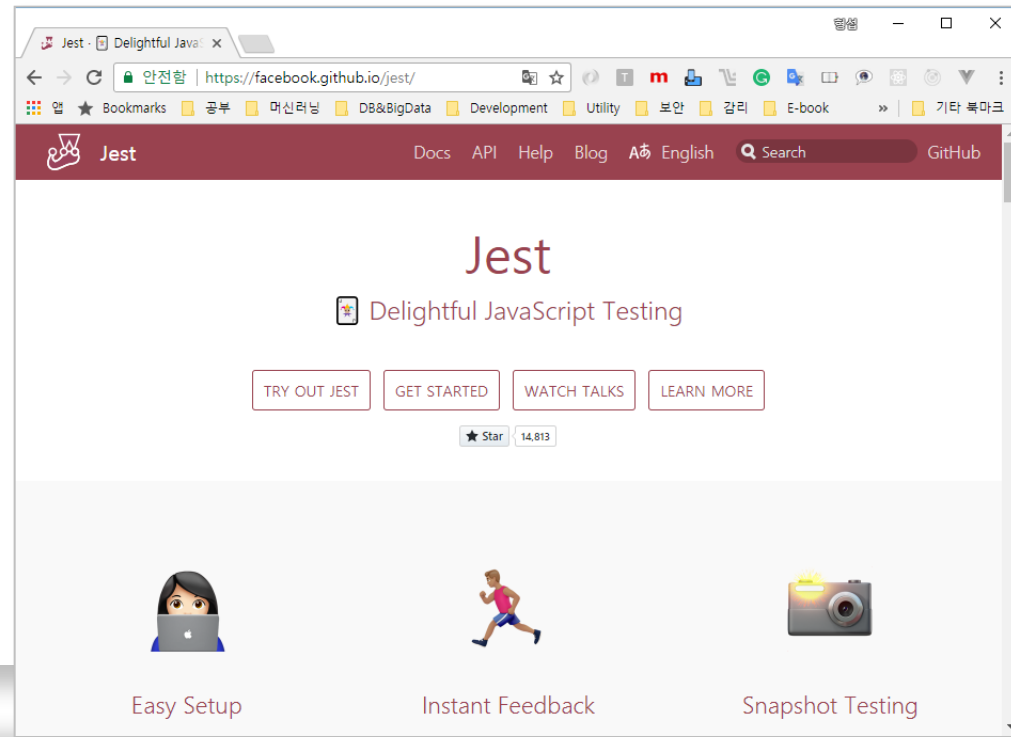 형섭
Jest · 🃏 Delightful JavaS
안전함 | https://facebook.github.io/jest/
앱 Bookmarks 공부 머신러닝 DB&BigData Development Utility 보안 감리 E-book » 기타 북마크
Jest Docs API Help Blog Aあ English Search GitHub
Jest
🃏 Delightful JavaScript Testing
TRY OUT JEST GET STARTED WATCH TALKS LEARN MORE
Star 14,813
Easy Setup Instant Feedback Snapshot Testing